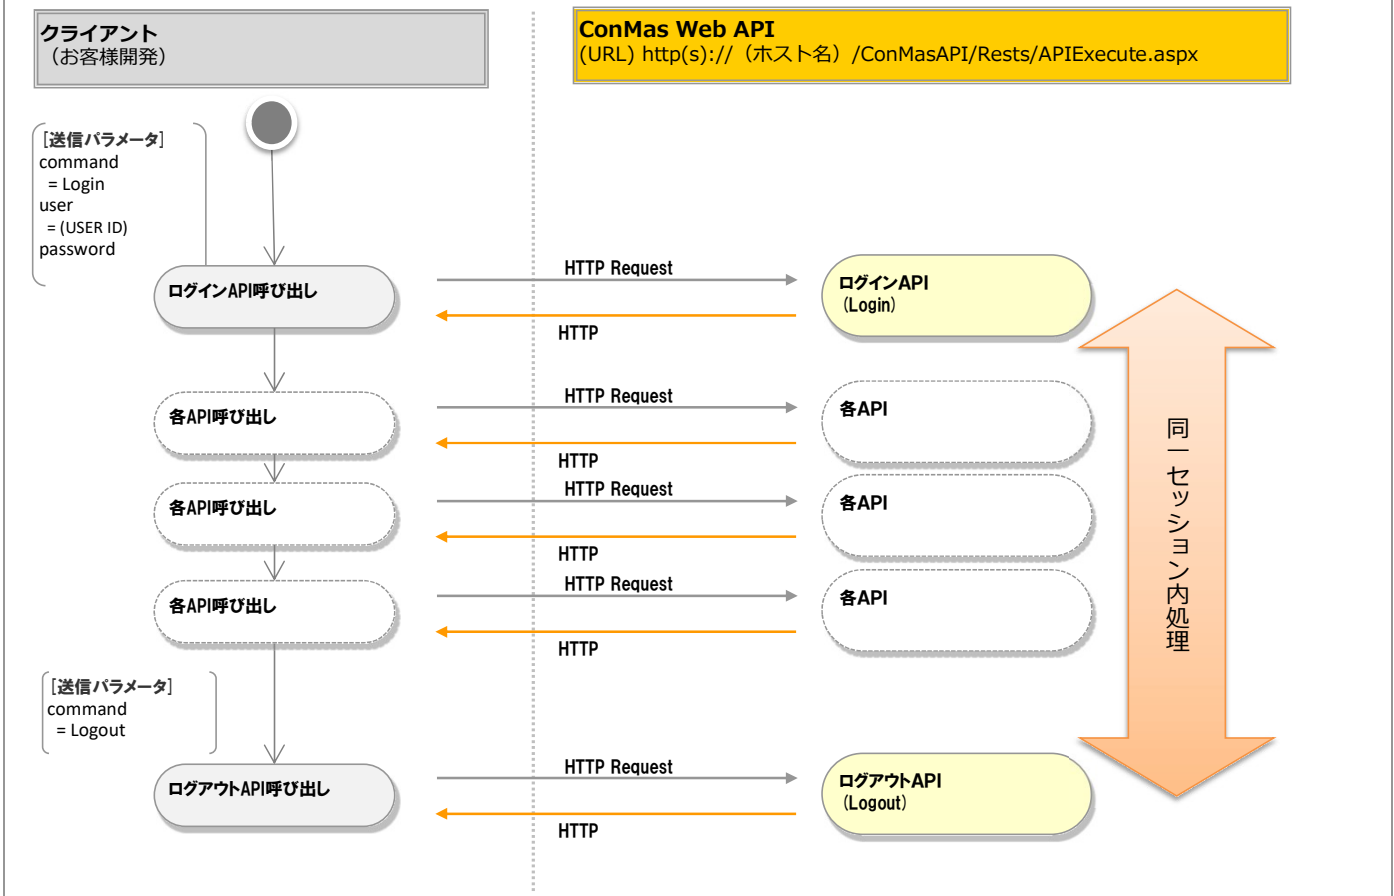 クライアント
（お客様開発）
ConMas Web API
(URL) http(s)://（ホスト名）/ConMasAPI/Rests/APIExecute.aspx
[送信パラメータ]
command
= Login
user
= (USER ID)
password
ログインAPI呼び出し
HTTP Request
HTTP
ログインAPI
(Login)
各API呼び出し
HTTP Request
HTTP
各API
各API呼び出し
HTTP Request
HTTP
各API
各API呼び出し
HTTP Request
HTTP
各API
同一セッション内処理
[送信パラメータ]
command
= Logout
ログアウトAPI呼び出し
HTTP Request
HTTP
ログアウトAPI
(Logout)